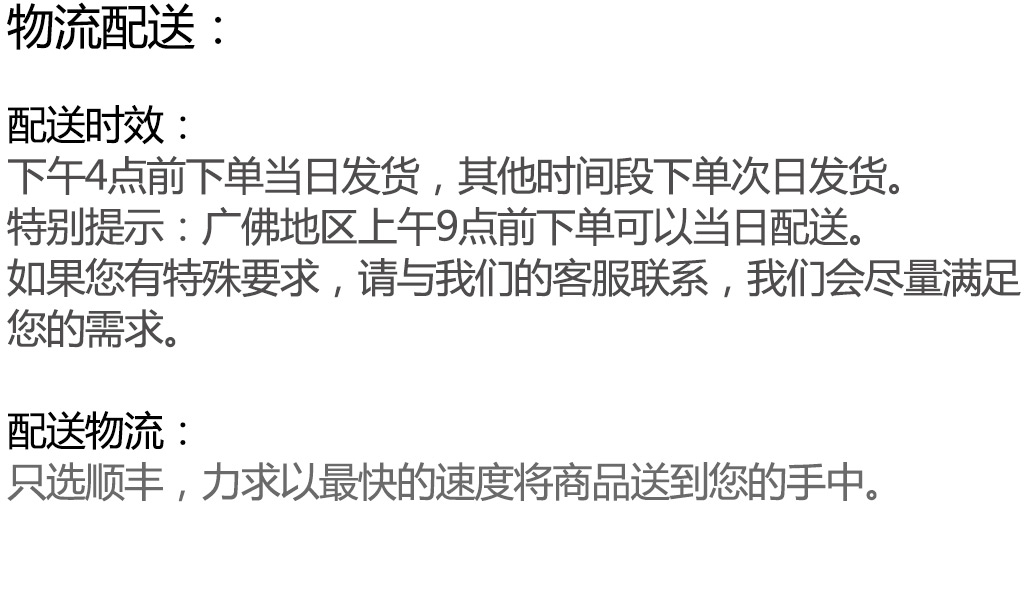 物流配送：
配送时效：
下午4点前下单当日发货，其他时间段下单次日发货。
特别提示：广佛地区上午9点前下单可以当日配送。
如果您有特殊要求，请与我们的客服联系，我们会尽量满足
您的需求。
配送物流：
只选顺丰，力求以最快的速度将商品送到您的手中。